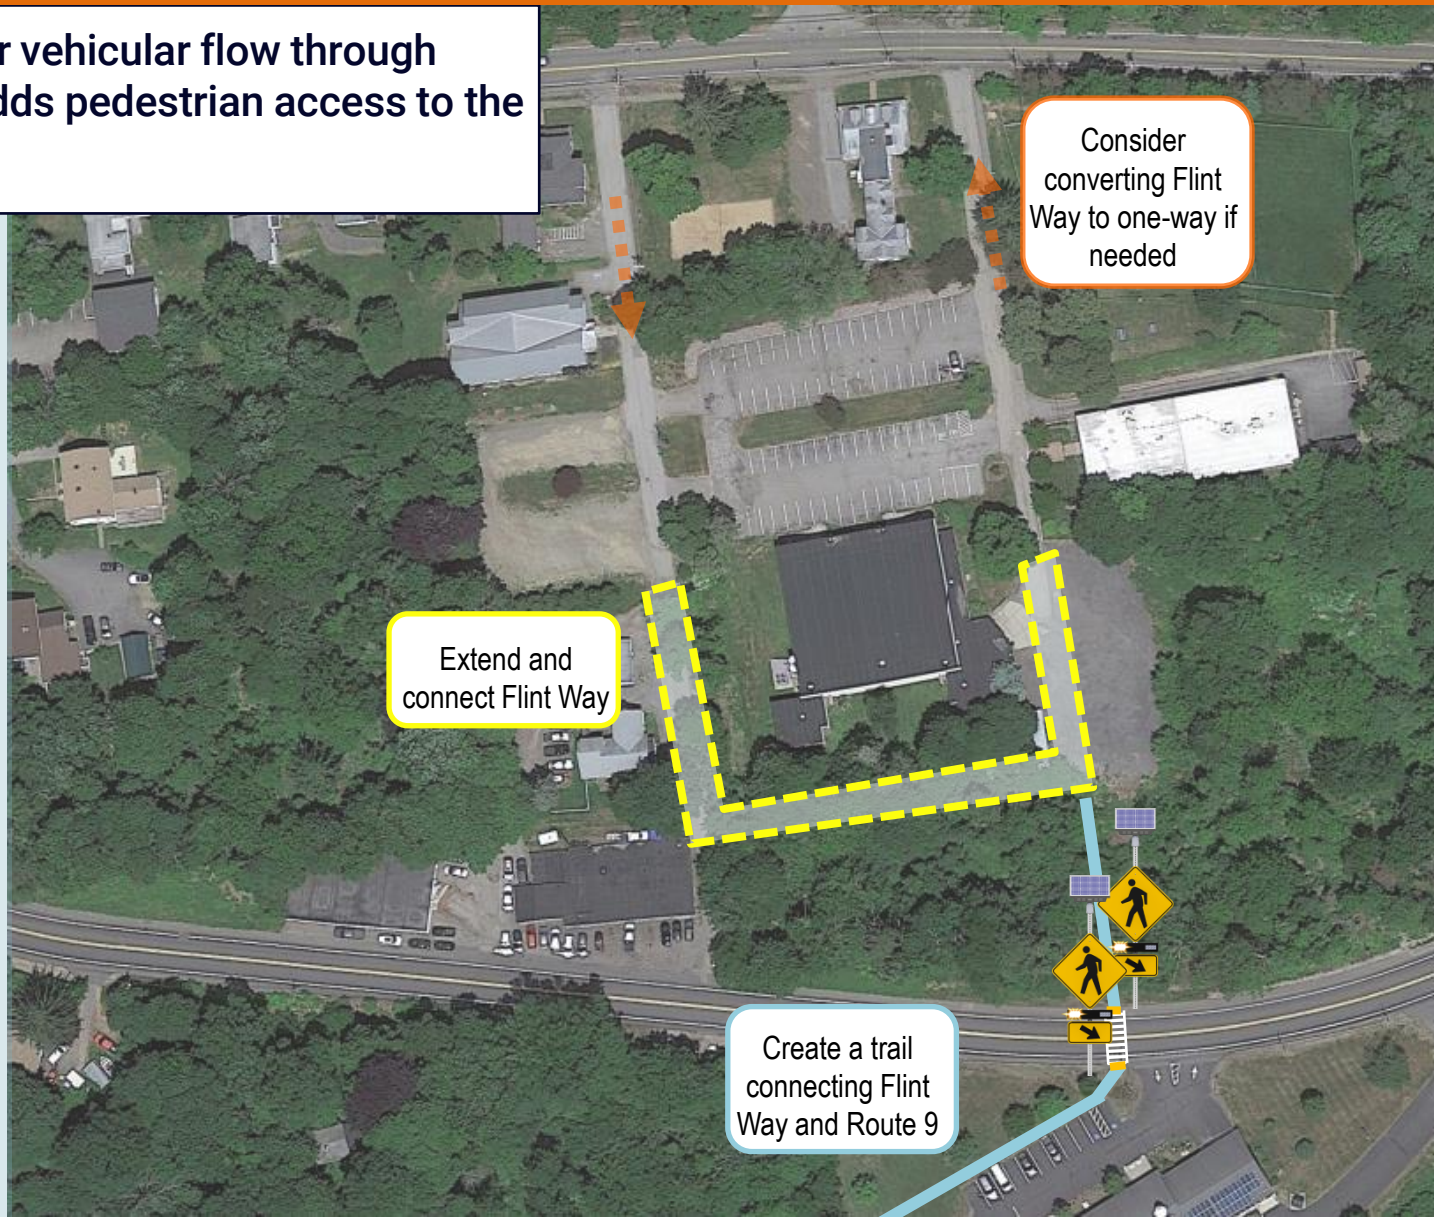 r vehicular flow through
dds pedestrian access to the
Consider
converting Flint
Way to one-way if
needed
Extend and
connect Flint Way
Create a trail
connecting Flint
Way and Route 9